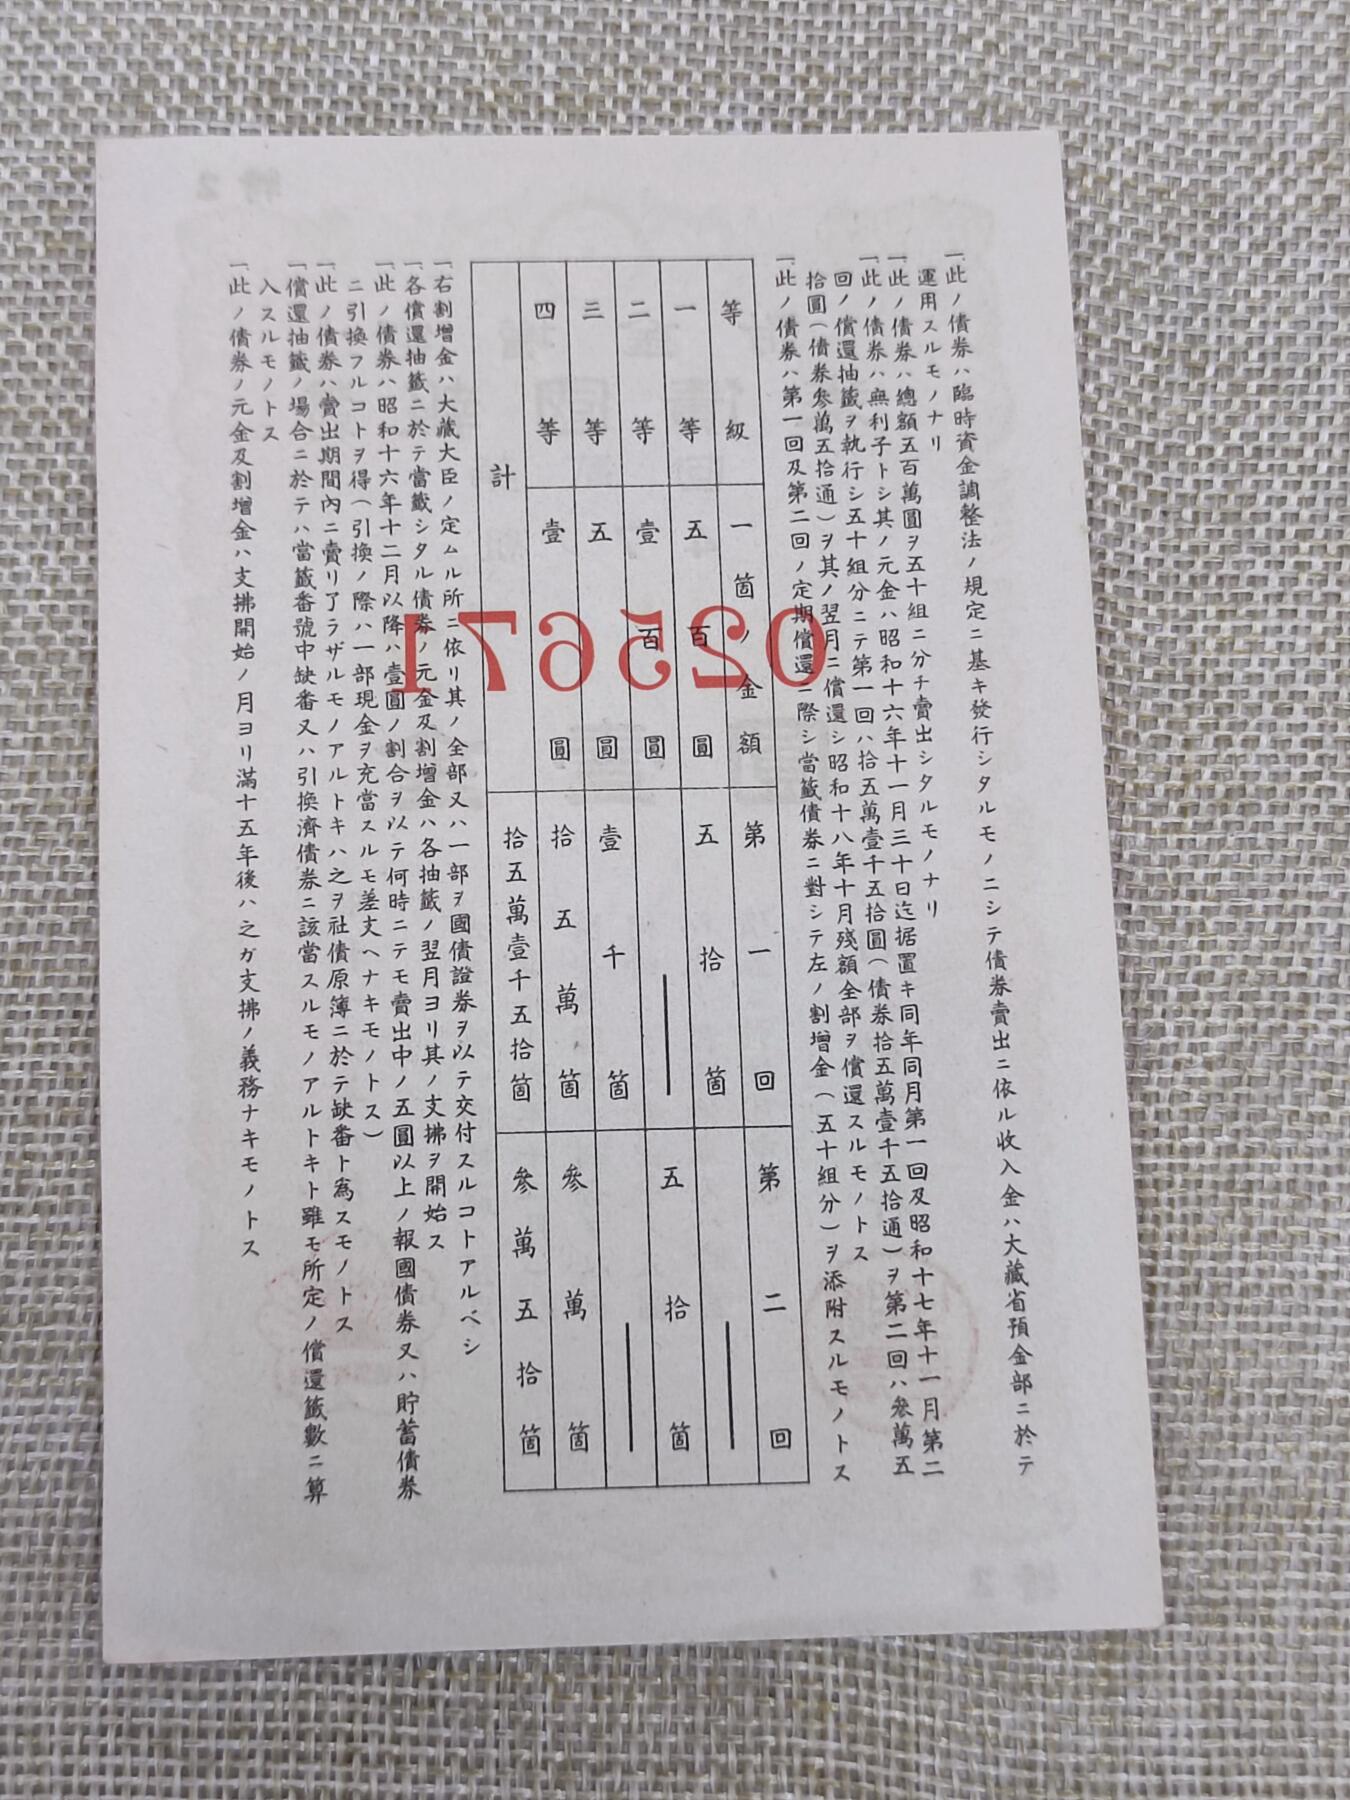 一此ノ債券ハ臨時資金調整法ノ規定ニ基キ發行シタルモノニシテ債券賣出ニ依ル收入金ハ大藏省預金部ニ於テ
運用スルモノナリ
一此ノ債券ハ總額五百萬圓ヲ五十組ニ分チ賣出シタルモノナリ
一此ノ債券ハ無利子トシ其ノ元金ハ昭和十六年十一月三十日迄据置キ同年同月第一回及昭和十七年十一月第二
回ノ償還抽籤ヲ執行シ五十組分ニテ第一回ハ拾五萬壹千五拾圓(債券拾五萬壹千五拾通)ヲ第二回ハ參萬五
拾圓(債券參萬五拾通)ヲ其ノ翌月ニ償還シ昭和十八年十月殘額全部ヲ償還スルモノトス
一此ノ債券ハ第一回及第二回ノ定期償還ニ際シ當籤債券ニ對シテ左ノ割增金(五十組分)ヲ添附スルモノトス
等級 一箇ノ金額 第一回 第二回
一等 五百圓 五拾箇 ―
二等 壹百圓 ― 五拾箇
三等 五圓 壹千箇 ―
四等 壹圓 拾五萬箇 參萬箇
計 拾五萬壹千五拾箇 參萬五拾箇
一右割增金ハ大藏大臣ノ定ムル所ニ依リ其ノ全部又ハ一部ヲ國債證券ヲ以テ交付スルコトアルベシ
一各償還抽籤ニ於テ當籤シタル債券ノ元金及割增金ハ各抽籤ノ翌月ヨリ其ノ支拂ヲ開始ス
一此ノ債券ハ昭和十六年十二月以降ハ壹圓ノ割合ヲ以テ何時ニテモ賣出中ノ五圓以上ノ報國債券又ハ貯蓄債券
ニ引換フルコトヲ得(引換ノ際ハ一部現金ヲ充當スルモ差支ヘナキモノトス)
一此ノ債券ハ賣出期間內ニ賣リ了ラザルモノアルトキハ之ヲ社債原簿ニ於テ缺番ト爲スモノトス
一償還抽籤ノ場合ニ於テハ當籤番號中缺番又ハ引換濟債券ニ該當スルモノアルトキト雖モ所定ノ償還籤數ニ算
入スルモノトス
一此ノ債券ノ元金及割增金ハ支拂開始ノ月ヨリ滿十五年後ハ之ガ支拂ノ義務ナキモノトス
025671